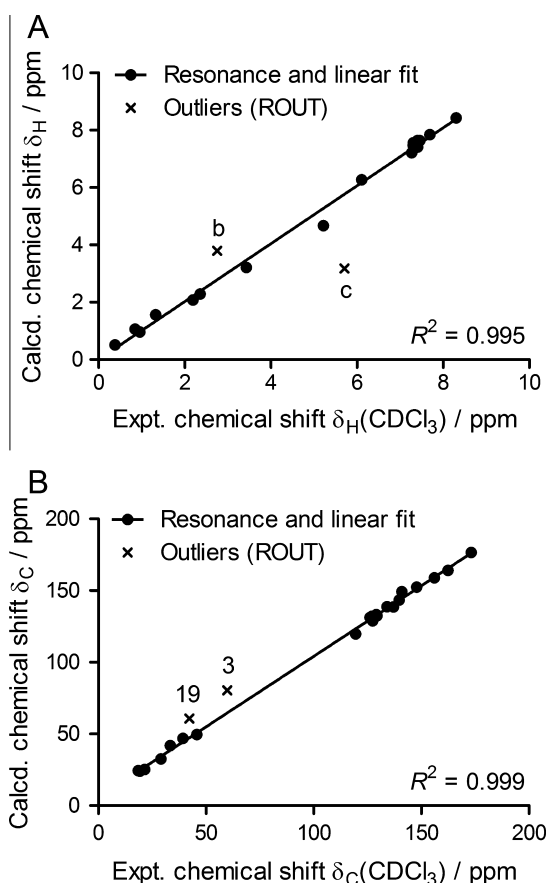 A
Resonance and linear fit
Outliers (ROUT)
Calcd. chemical shift δH / ppm
10
8
6
4
2
0
b
c
R² = 0.995
0 2 4 6 8 10
Expt. chemical shift δH(CDCl₃) / ppm
B
Resonance and linear fit
Outliers (ROUT)
Calcd. chemical shift δC / ppm
200
150
100
50
0
3
19
R² = 0.999
0 50 100 150 200
Expt. chemical shift δC(CDCl₃) / ppm